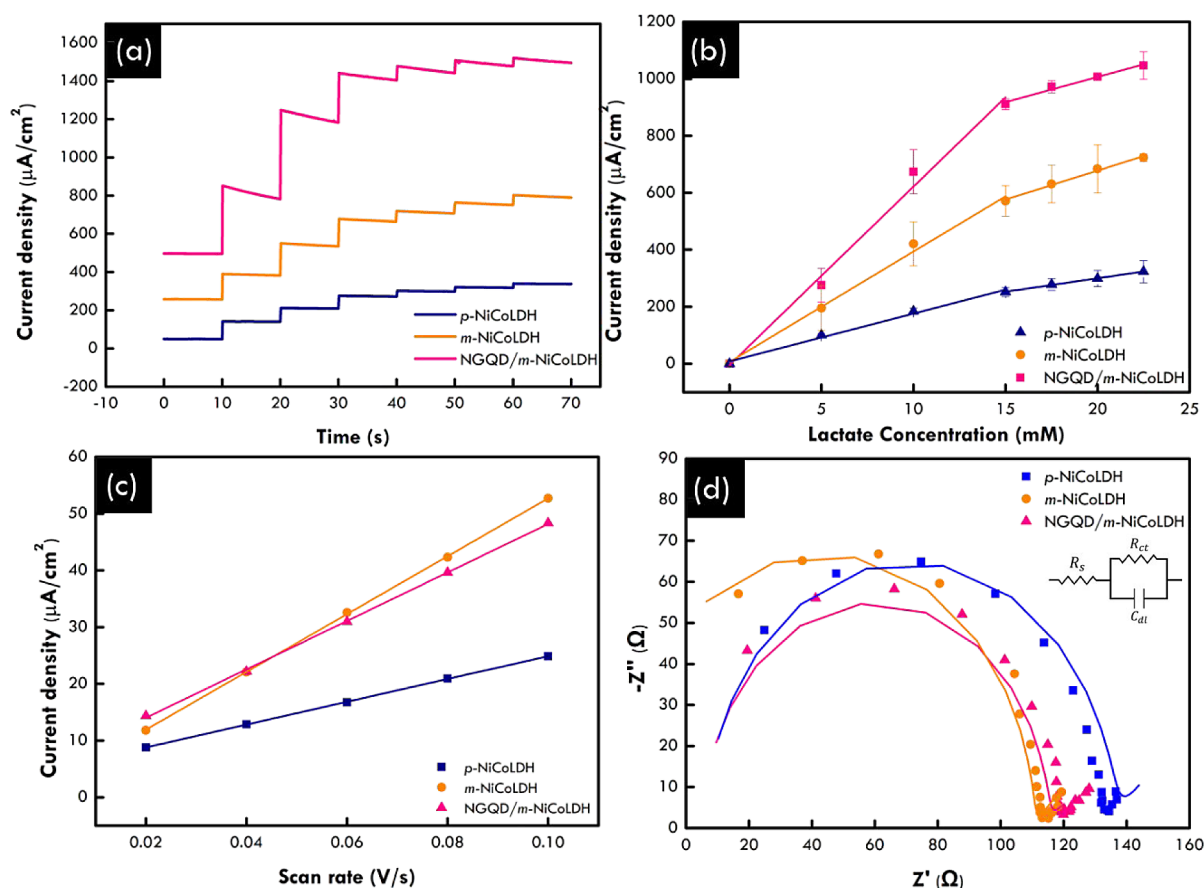 (a)
Current density (µA/cm²)
1600
1400
1200
1000
800
600
400
200
0
-200
-10 0 10 20 30 40 50 60 70 80
Time (s)
p-NiCoLDH
m-NiCoLDH
NGQD/m-NiCoLDH
(b)
Current density (µA/cm²)
1200
1000
800
600
400
200
0
0 5 10 15 20 25
Lactate Concentration (mM)
p-NiCoLDH
m-NiCoLDH
NGQD/m-NiCoLDH
(c)
Current density (µA/cm²)
60
50
40
30
20
10
0
0.02 0.04 0.06 0.08 0.10
Scan rate (V/s)
p-NiCoLDH
m-NiCoLDH
NGQD/m-NiCoLDH
(d)
-Z" (Ω)
90
80
70
60
50
40
30
20
10
0
0 20 40 60 80 100 120 140 160
Z' (Ω)
p-NiCoLDH
m-NiCoLDH
NGQD/m-NiCoLDH
Rct
Rs
Cdl